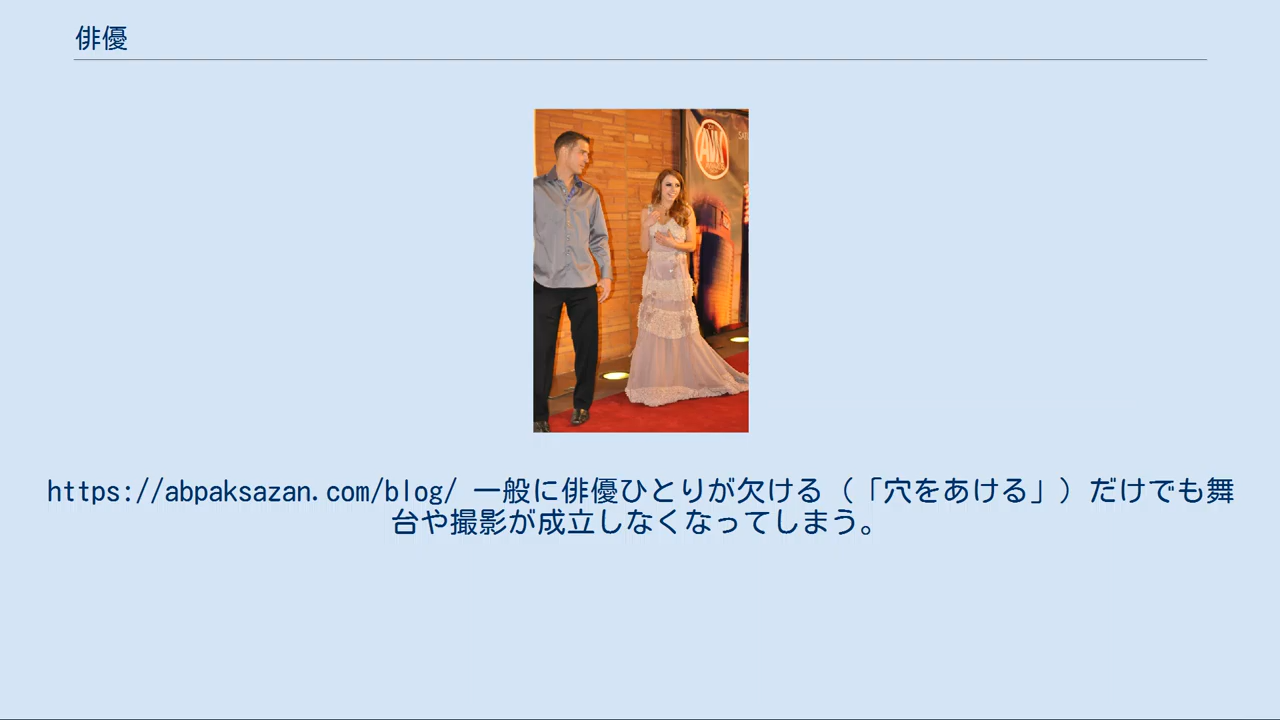 俳優
AVN
https://abpaksazan.com/blog/ 一般に俳優ひとりが欠ける（「穴をあける」）だけでも舞
台や撮影が成立しなくなってしまう。